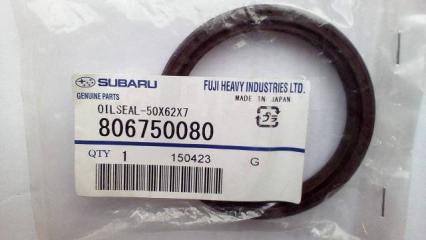 SUBARU FUJI HEAVY INDUSTRIES LTD.
GENUINE PARTS MADE IN JAPAN
OILSEAL-50X62X7
806750080
QTY 1 150423 G